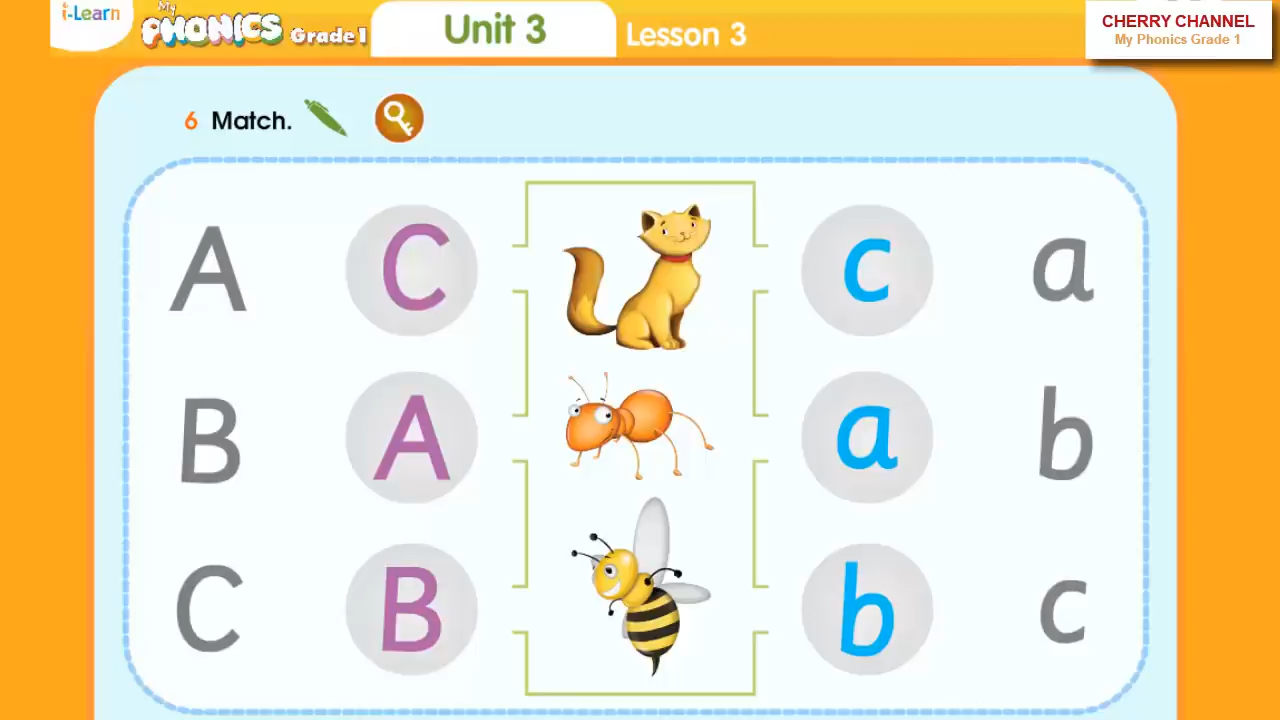 i-Learn
My
PHONICS Grade 1
Unit 3
Lesson 3
CHERRY CHANNEL
My Phonics Grade 1
6 Match.
A C c a
B A a b
C B b c